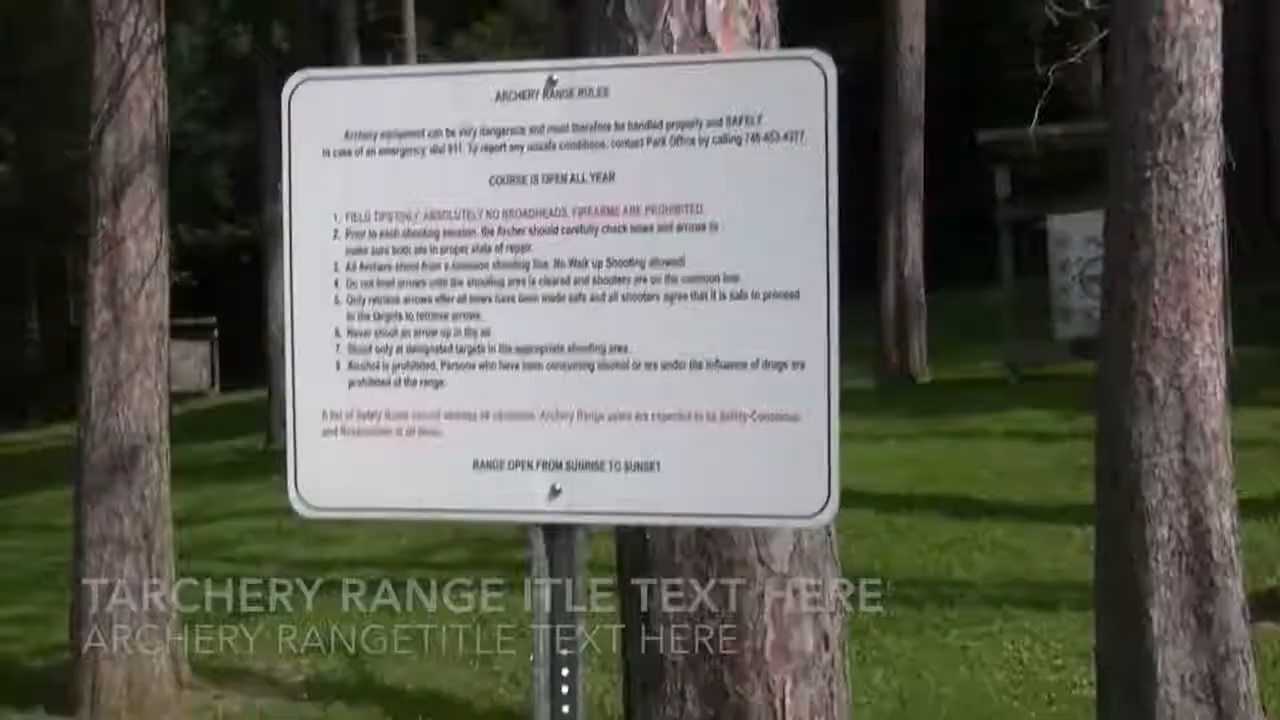 ARCHERY RANGE RULES
Archery equipment can be very dangerous and must therefore be handled properly and SAFELY.
In case of an emergency, dial 911. To report any unsafe conditions, contact Park Office by calling
COURSE IS OPEN ALL YEAR
1. FIELD TIPS ONLY. ABSOLUTELY NO BROADHEADS. FIREARMS ARE PROHIBITED.
2. Prior to each shooting session, the Archer should carefully check bows and arrows to
make sure both are in proper state of repair.
3. All Archers shoot from a common shooting line. No Walk up Shooting allowed!
4. Do not load arrows until the shooting area is cleared and shooters are on the common line.
5. Only retrieve arrows after all bows have been made safe and all shooters agree that it is safe to proceed
to the targets to retrieve arrows.
6. Never shoot an arrow up in the air.
7. Shoot only at designated targets in the appropriate shooting area.
8. Alcohol is prohibited. Persons who have been consuming alcohol or are under the influence of drugs are
prohibited at the range.
A list of Safety Rules cannot address all situations. Archery Range users are expected to be Safety-Conscious
and Responsible at all times.
RANGE OPEN FROM SUNRISE TO SUNSET
TARCHERY RANGE ITLE TEXT HERE
ARCHERY RANGETITLE TEXT HERE